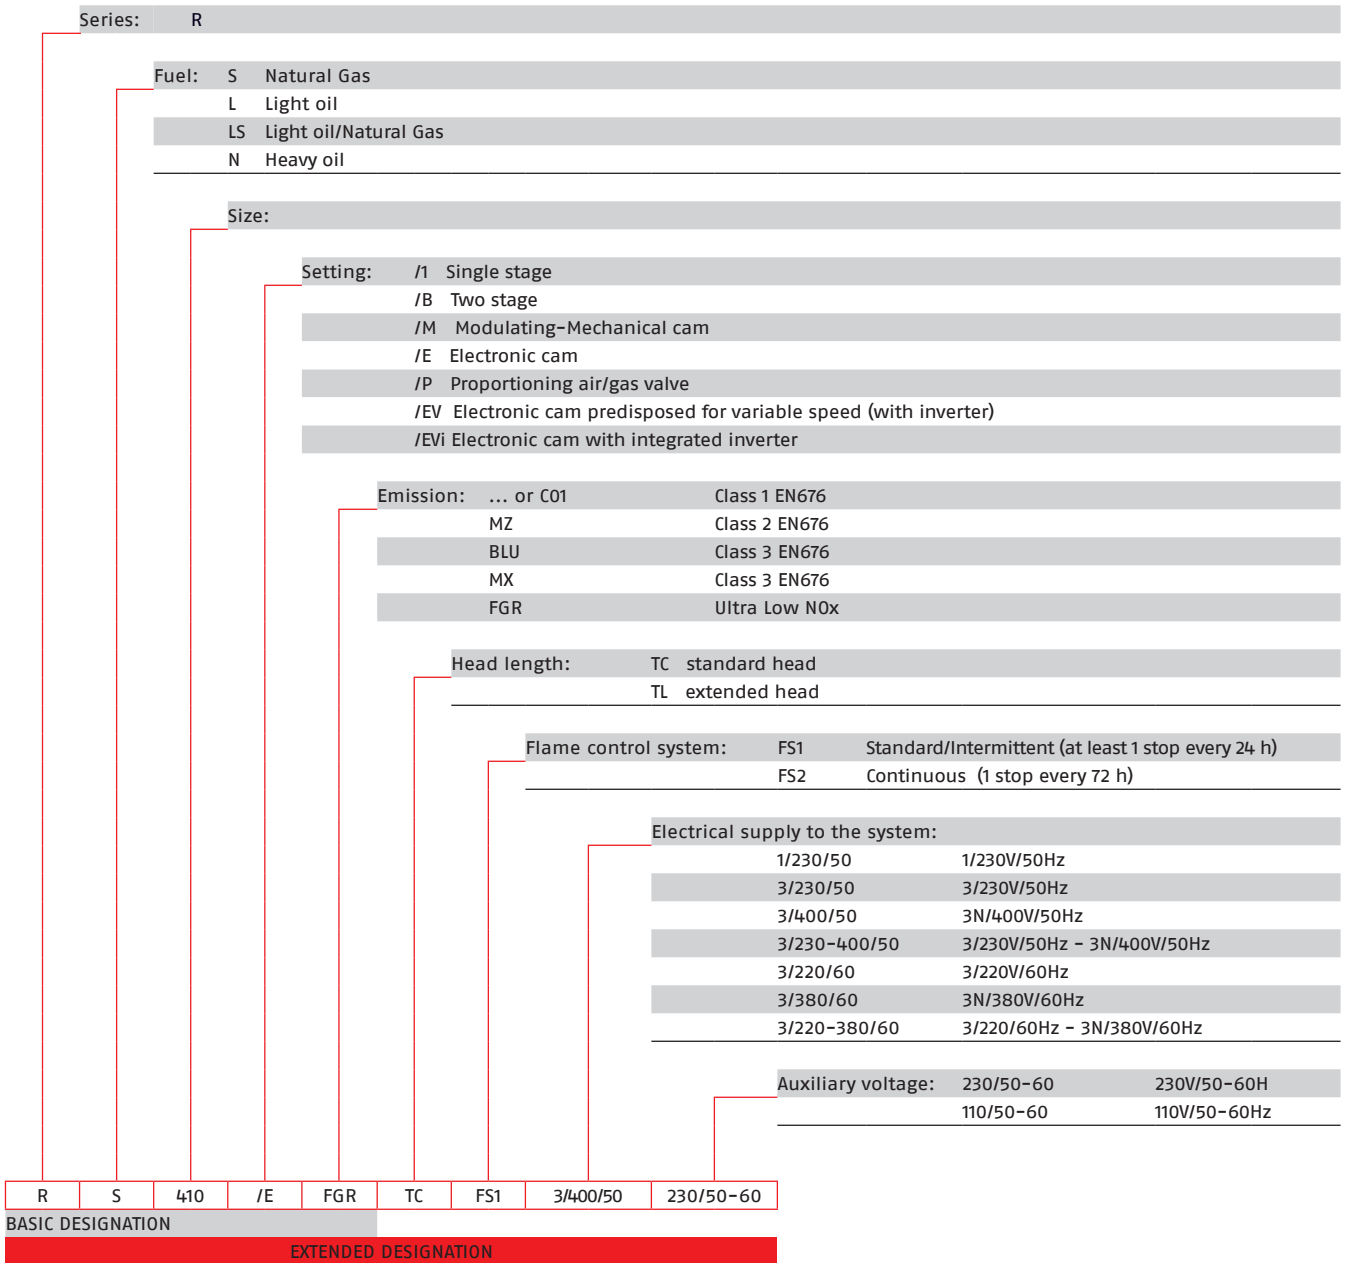 Series: R
Fuel: S Natural Gas
L Light oil
LS Light oil/Natural Gas
N Heavy oil
Size:
Setting: /1 Single stage
/B Two stage
/M Modulating-Mechanical cam
/E Electronic cam
/P Proportioning air/gas valve
/EV Electronic cam predisposed for variable speed (with inverter)
/EVi Electronic cam with integrated inverter
Emission: ... or C01 Class 1 EN676
MZ Class 2 EN676
BLU Class 3 EN676
MX Class 3 EN676
FGR Ultra Low NOx
Head length: TC standard head
TL extended head
Flame control system: FS1 Standard/Intermittent (at least 1 stop every 24 h)
FS2 Continuous (1 stop every 72 h)
Electrical supply to the system:
1/230/50 1/230V/50Hz
3/230/50 3/230V/50Hz
3/400/50 3N/400V/50Hz
3/230-400/50 3/230V/50Hz - 3N/400V/50Hz
3/220/60 3/220V/60Hz
3/380/60 3N/380V/60Hz
3/220-380/60 3/220/60Hz - 3N/380V/60Hz
Auxiliary voltage: 230/50-60 230V/50-60H
110/50-60 110V/50-60Hz
R S 410 /E FGR TC FS1 3/400/50 230/50-60
BASIC DESIGNATION
EXTENDED DESIGNATION